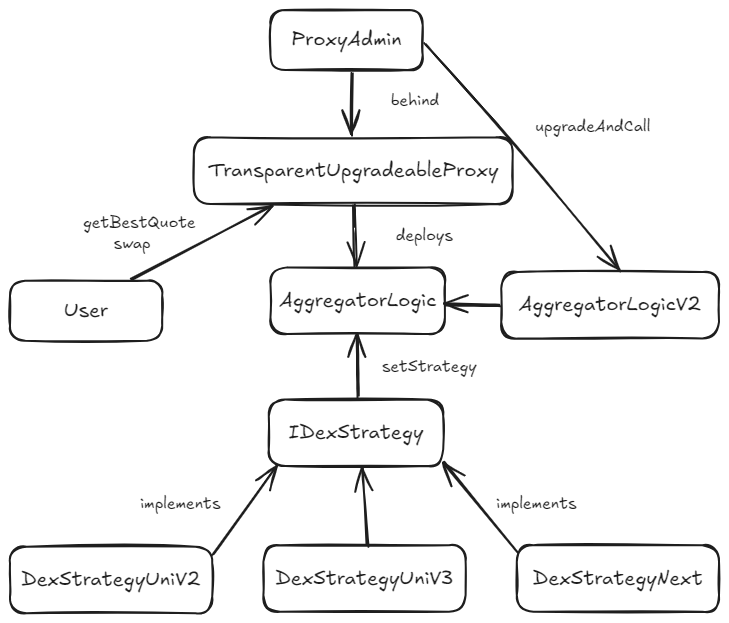 ProxyAdmin
behind
upgradeAndCall
TransparentUpgradeableProxy
getBestQuote
swap
deploys
User
AggregatorLogic
AggregatorLogicV2
setStrategy
IDexStrategy
implements
implements
DexStrategyUniV2
DexStrategyUniV3
DexStrategyNext